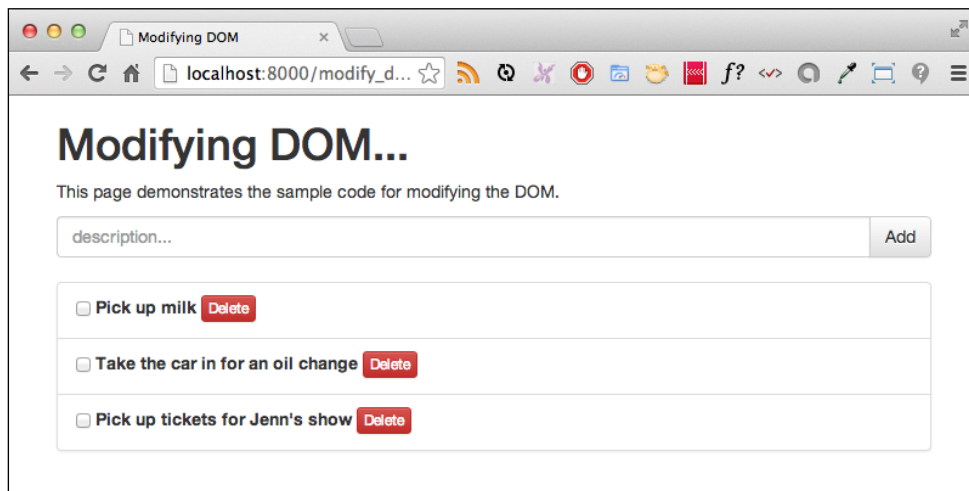 Modifying DOM
localhost:8000/modify_d...
f?
Modifying DOM...
This page demonstrates the sample code for modifying the DOM.
description...
Add
Pick up milk Delete
Take the car in for an oil change Delete
Pick up tickets for Jenn's show Delete